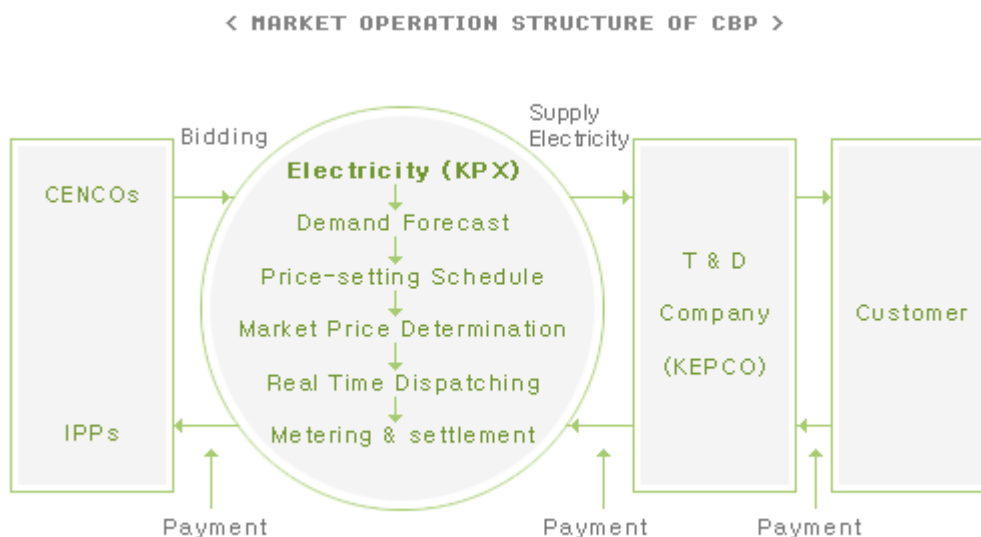 < MARKET OPERATION STRUCTURE OF CBP >
Bidding
Supply
Electricity
CENCOs
IPPs
Electricity (KPX)
Demand Forecast
Price-setting Schedule
Market Price Determination
Real Time Dispatching
Metering & settlement
T & D
Company
(KEPCO)
Customer
Payment
Payment
Payment